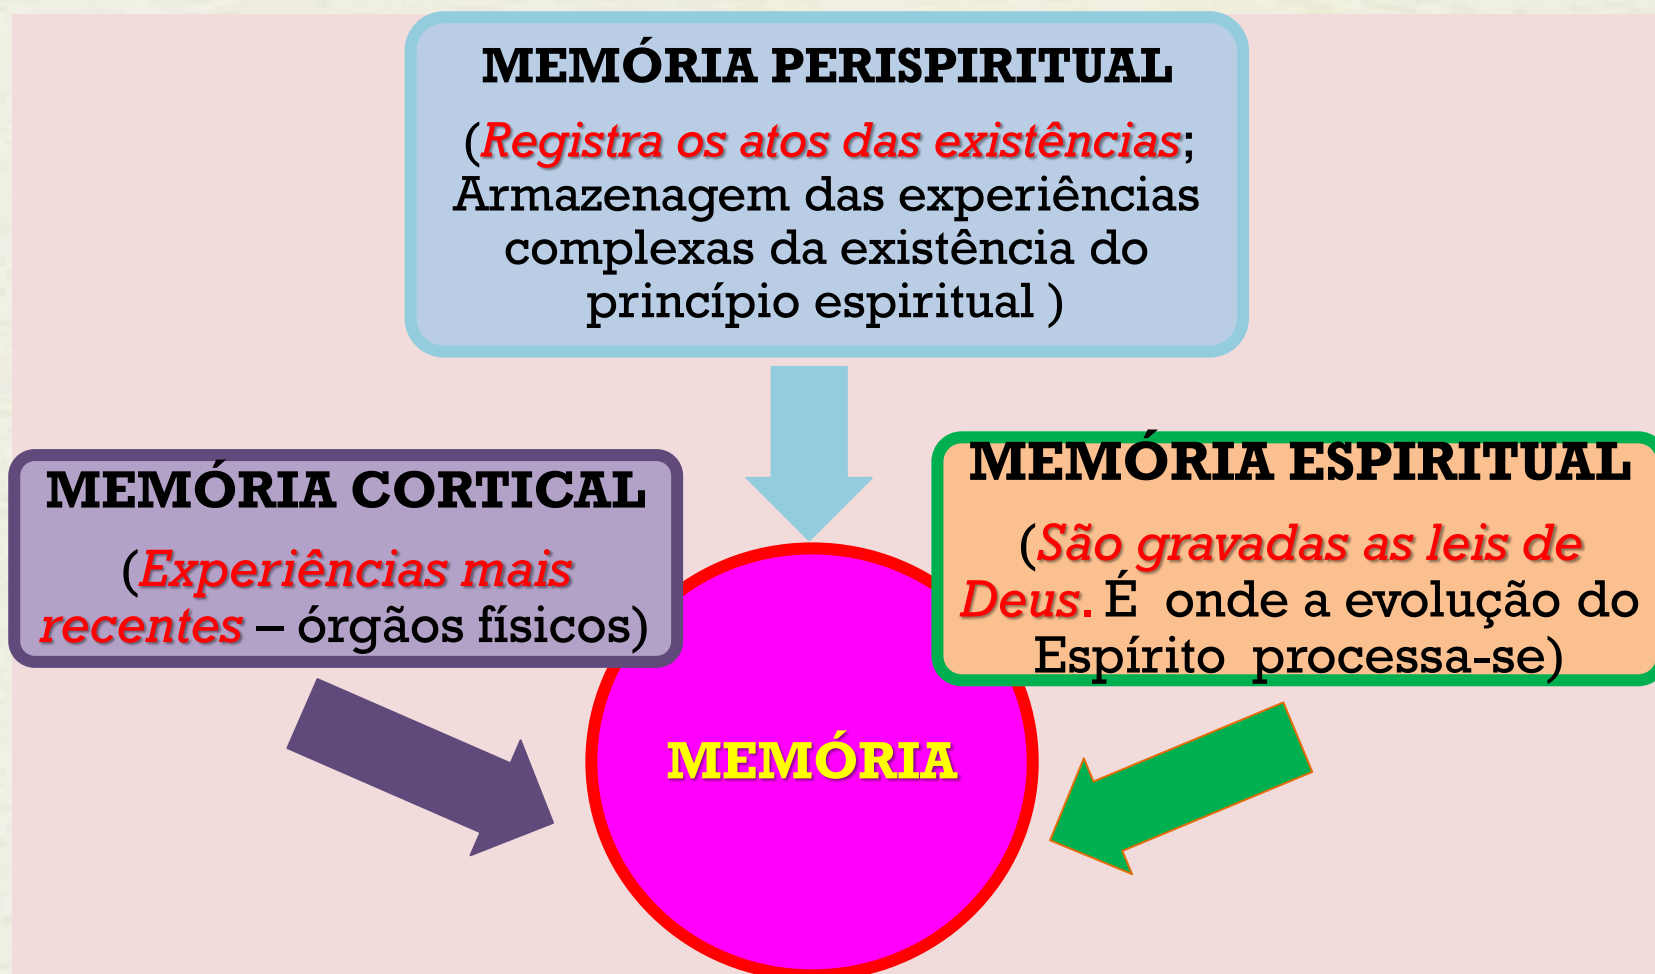 MEMÓRIA PERISPIRITUAL
(Registra os atos das existências;
Armazenagem das experiências
complexas da existência do
princípio espiritual )
MEMÓRIA CORTICAL
(Experiências mais
recentes – órgãos físicos)
MEMÓRIA ESPIRITUAL
(São gravadas as leis de
Deus. É onde a evolução do
Espírito processa-se)
MEMÓRIA